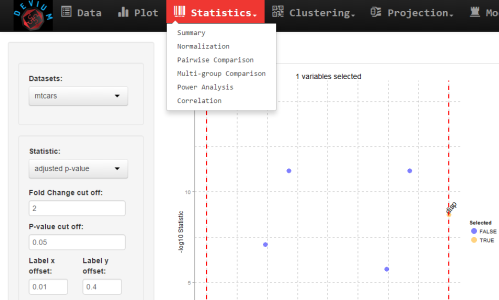 DEVIUM
Data
Plot
Statistics
Clustering
Projection
Mo
Summary
Normalization
Pairwise Comparison
Multi-group Comparison
Power Analysis
Correlation
Datasets:
mtcars
Statistic:
adjusted p-value
Fold Change cut off:
2
P-value cut off:
0.05
Label x offset:
Label y offset:
0.01
0.4
1 variables selected
-log10 Statistic
10
5
disp
Selected
FALSE
TRUE